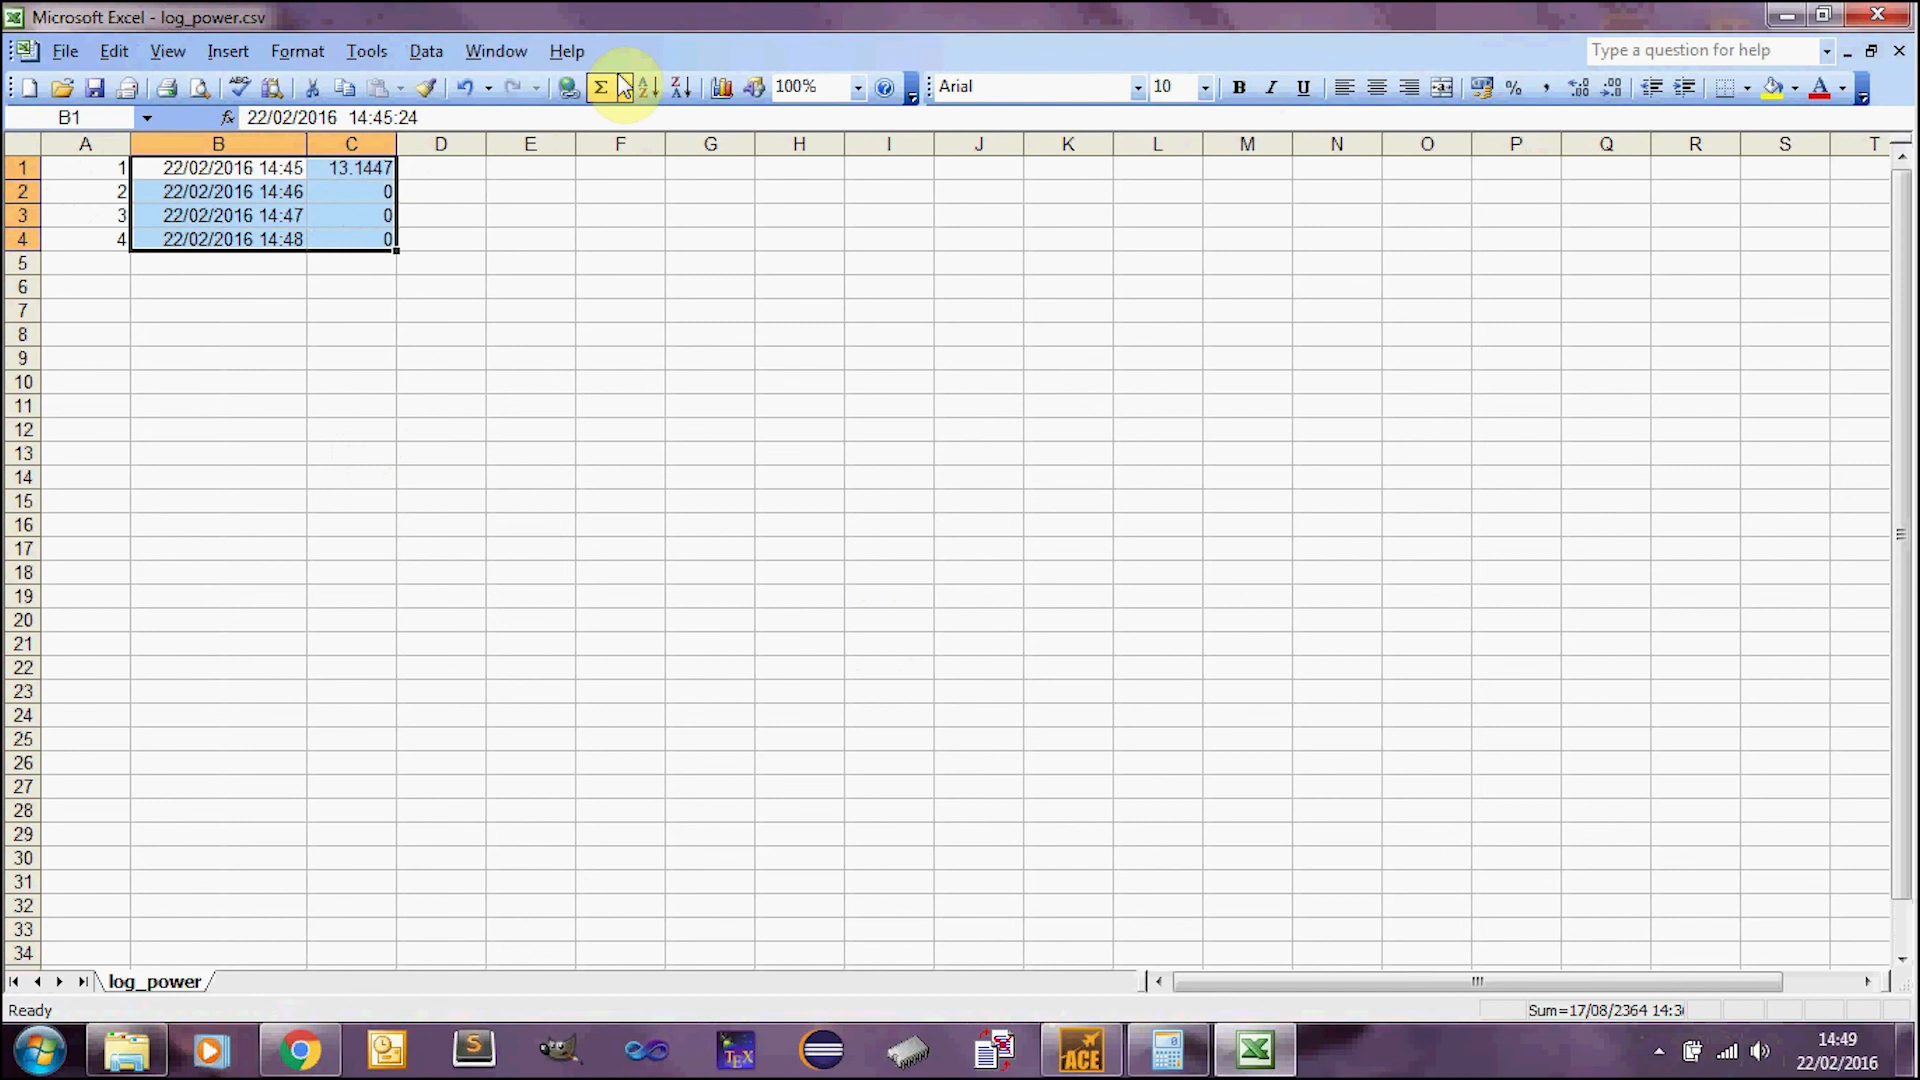 Microsoft Excel - log_power.csv
File Edit View Insert Format Tools Data Window Help
Type a question for help
Σ 100% Arial 10 B I U %
B1 fx 22/02/2016 14:45:24
A B C D E F G H I J K L M N O P Q R S T
1 1 22/02/2016 14:45 13.1447
2 2 22/02/2016 14:46 0
3 3 22/02/2016 14:47 0
4 4 22/02/2016 14:48 0
5
6
7
8
9
10
11
12
13
14
15
16
17
18
19
20
21
22
23
24
25
26
27
28
29
30
31
32
33
34
log_power
Ready
Sum=17/08/2364 14:3
S TEX ACE
14:49
22/02/2016